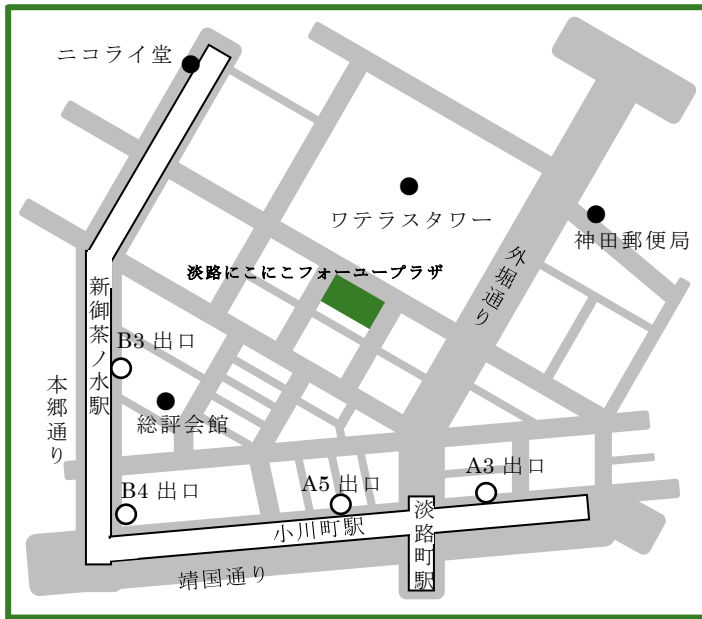 ニコライ堂
ワテラスタワー
神田郵便局
外堀通り
淡路にこにこフォーユープラザ
新御茶ノ水駅
B3 出口
本郷通り
総評会館
B4 出口
A5 出口
A3 出口
小川町駅
淡路町駅
靖国通り